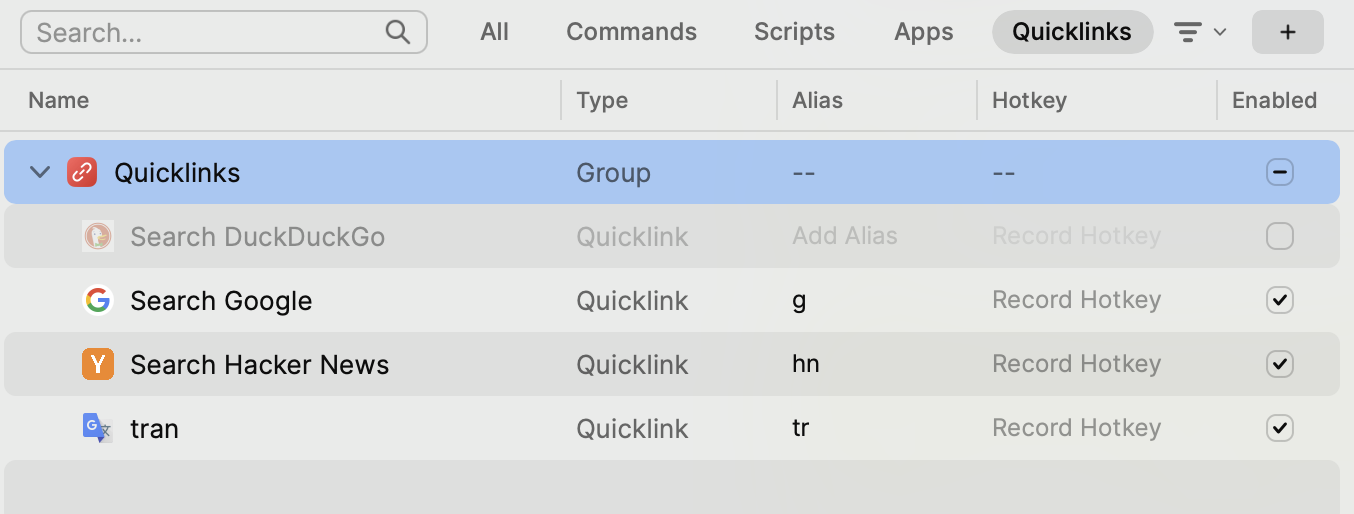 Search... All Commands Scripts Apps Quicklinks +
Name Type Alias Hotkey Enabled
Quicklinks Group -- --
Search DuckDuckGo Quicklink Add Alias Record Hotkey
G Search Google Quicklink g Record Hotkey
Y Search Hacker News Quicklink hn Record Hotkey
G 文 tran Quicklink tr Record Hotkey